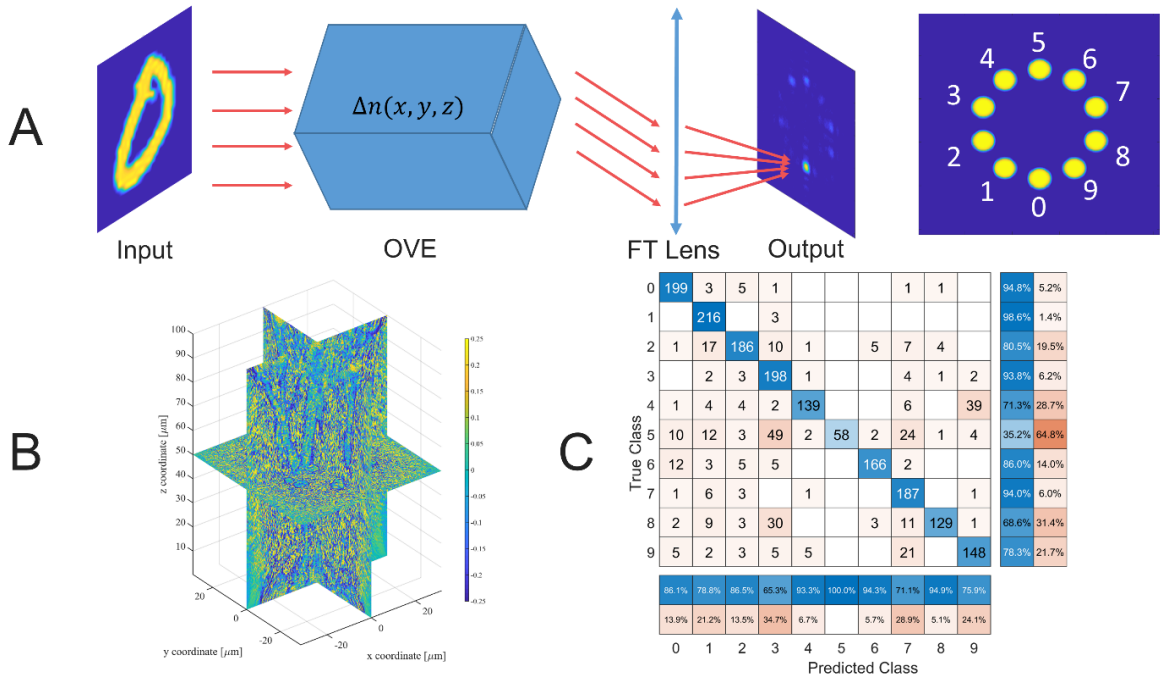 A
Δn(x, y, z)
Input
OVE
FT Lens
Output
5
4
6
3
7
2
8
1
9
0
B
100
90
80
70
60
50
40
30
20
10
z coordinate [μm]
20
0
-20
y coordinate [μm]
-20
0
20
x coordinate [μm]
0.25
0.2
0.15
0.1
0.05
0
-0.05
-0.1
-0.15
-0.2
-0.25
C
True Class
0 199 3 5 1 1 1 94.8% 5.2%
1 216 3 98.6% 1.4%
2 1 17 186 10 1 5 7 4 80.5% 19.5%
3 2 3 198 1 4 1 2 93.8% 6.2%
4 1 4 4 2 139 6 39 71.3% 28.7%
5 10 12 3 49 2 58 2 24 1 4 35.2% 64.8%
6 12 3 5 5 166 2 86.0% 14.0%
7 1 6 3 1 187 1 94.0% 6.0%
8 2 9 3 30 3 11 129 1 68.6% 31.4%
9 5 2 3 5 5 21 148 78.3% 21.7%
86.1% 78.8% 86.5% 65.3% 93.3% 100.0% 94.3% 71.1% 94.9% 75.9%
13.9% 21.2% 13.5% 34.7% 6.7% 5.7% 28.9% 5.1% 24.1%
0 1 2 3 4 5 6 7 8 9
Predicted Class